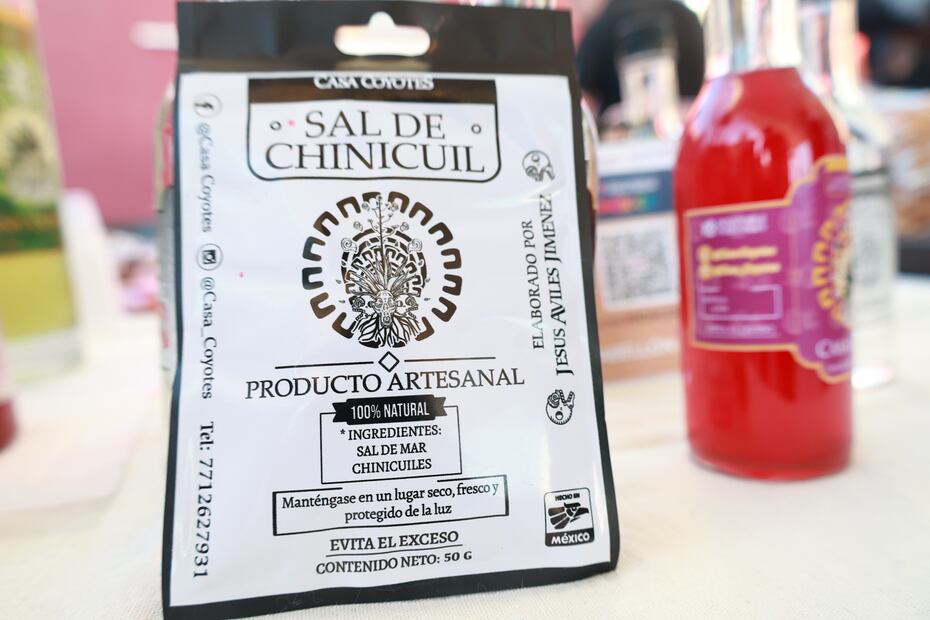 CASA COYOTES
SAL DE
CHINICUIL
@Casa Coyotes
@Casa_Coyotes
Tel: 7712627931
ELABORADO POR
JESUS AVILES JIMENEZ
PRODUCTO ARTESANAL
100% NATURAL
* INGREDIENTES:
SAL DE MAR
CHINICUILES
Manténgase en un lugar seco, fresco y
protegido de la luz
EVITA EL EXCESO
CONTENIDO NETO: 50 G
HECHO EN
MÉXICO